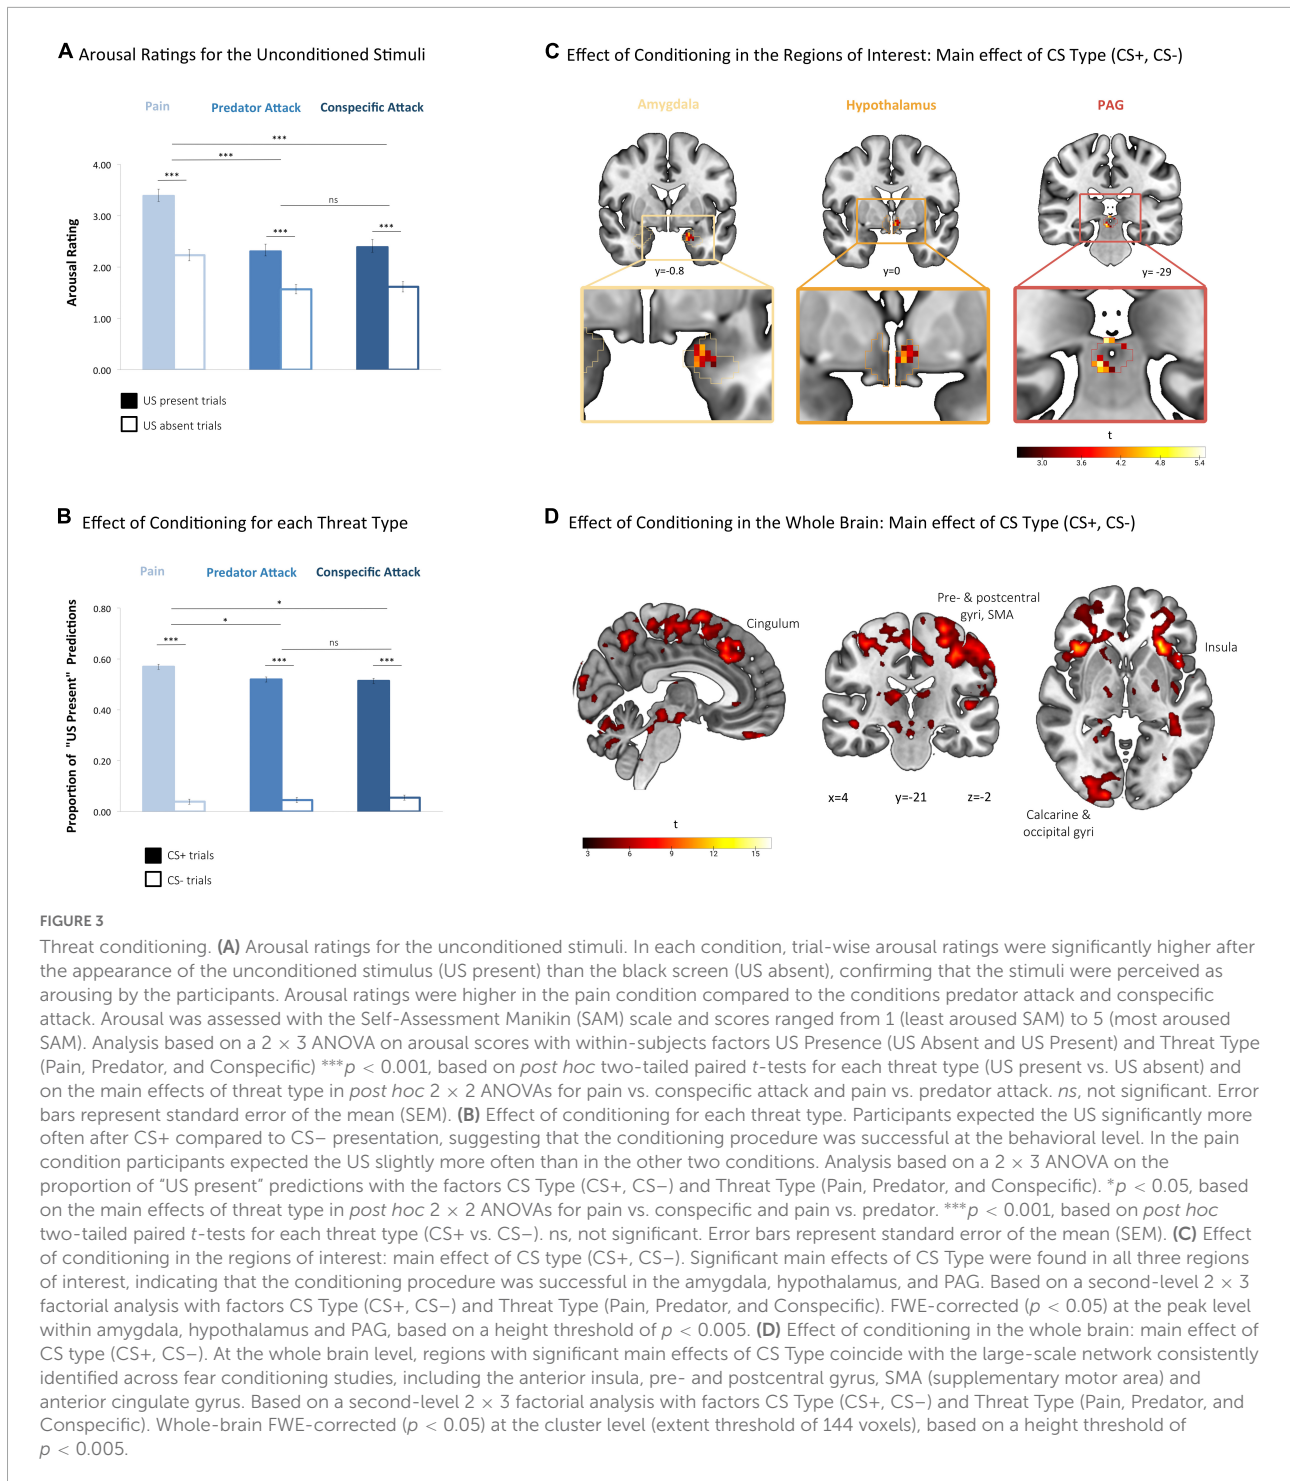 A Arousal Ratings for the Unconditioned Stimuli
Pain
Predator Attack
Conspecific Attack
***
***
***
ns
***
***
4.00
3.00
2.00
1.00
0.00
Arousal Rating
US present trials
US absent trials
B Effect of Conditioning for each Threat Type
Pain
Predator Attack
Conspecific Attack
*
*
***
ns
***
***
0.80
0.60
0.40
0.20
0.00
Proportion of "US Present" Predictions
CS+ trials
CS- trials
C Effect of Conditioning in the Regions of Interest: Main effect of CS Type (CS+, CS-)
Amygdala
Hypothalamus
PAG
y=-0.8
y=0
y= -29
t
3.0 3.6 4.2 4.8 5.4
D Effect of Conditioning in the Whole Brain: Main effect of CS Type (CS+, CS-)
Cingulum
Pre- & postcentral
gyri, SMA
Insula
Calcarine &
occipital gyri
x=4
y=-21
z=-2
t
3 6 9 12 15
FIGURE 3
Threat conditioning. (A) Arousal ratings for the unconditioned stimuli. In each condition, trial-wise arousal ratings were significantly higher after
the appearance of the unconditioned stimulus (US present) than the black screen (US absent), confirming that the stimuli were perceived as
arousing by the participants. Arousal ratings were higher in the pain condition compared to the conditions predator attack and conspecific
attack. Arousal was assessed with the Self-Assessment Manikin (SAM) scale and scores ranged from 1 (least aroused SAM) to 5 (most aroused
SAM). Analysis based on a 2 × 3 ANOVA on arousal scores with within-subjects factors US Presence (US Absent and US Present) and Threat Type
(Pain, Predator, and Conspecific) ***p < 0.001, based on post hoc two-tailed paired t-tests for each threat type (US present vs. US absent) and
on the main effects of threat type in post hoc 2 × 2 ANOVAs for pain vs. conspecific attack and pain vs. predator attack. ns, not significant. Error
bars represent standard error of the mean (SEM). (B) Effect of conditioning for each threat type. Participants expected the US significantly more
often after CS+ compared to CS− presentation, suggesting that the conditioning procedure was successful at the behavioral level. In the pain
condition participants expected the US slightly more often than in the other two conditions. Analysis based on a 2 × 3 ANOVA on the
proportion of "US present" predictions with the factors CS Type (CS+, CS−) and Threat Type (Pain, Predator, and Conspecific). *p < 0.05, based
on the main effects of threat type in post hoc 2 × 2 ANOVAs for pain vs. conspecific and pain vs. predator. ***p < 0.001, based on post hoc
two-tailed paired t-tests for each threat type (CS+ vs. CS−). ns, not significant. Error bars represent standard error of the mean (SEM). (C) Effect
of conditioning in the regions of interest: main effect of CS type (CS+, CS−). Significant main effects of CS Type were found in all three regions
of interest, indicating that the conditioning procedure was successful in the amygdala, hypothalamus, and PAG. Based on a second-level 2 × 3
factorial analysis with factors CS Type (CS+, CS−) and Threat Type (Pain, Predator, and Conspecific). FWE-corrected (p < 0.05) at the peak level
within amygdala, hypothalamus and PAG, based on a height threshold of p < 0.005. (D) Effect of conditioning in the whole brain: main effect of
CS type (CS+, CS−). At the whole brain level, regions with significant main effects of CS Type coincide with the large-scale network consistently
identified across fear conditioning studies, including the anterior insula, pre- and postcentral gyrus, SMA (supplementary motor area) and
anterior cingulate gyrus. Based on a second-level 2 × 3 factorial analysis with factors CS Type (CS+, CS−) and Threat Type (Pain, Predator, and
Conspecific). Whole-brain FWE-corrected (p < 0.05) at the cluster level (extent threshold of 144 voxels), based on a height threshold of
p < 0.005.